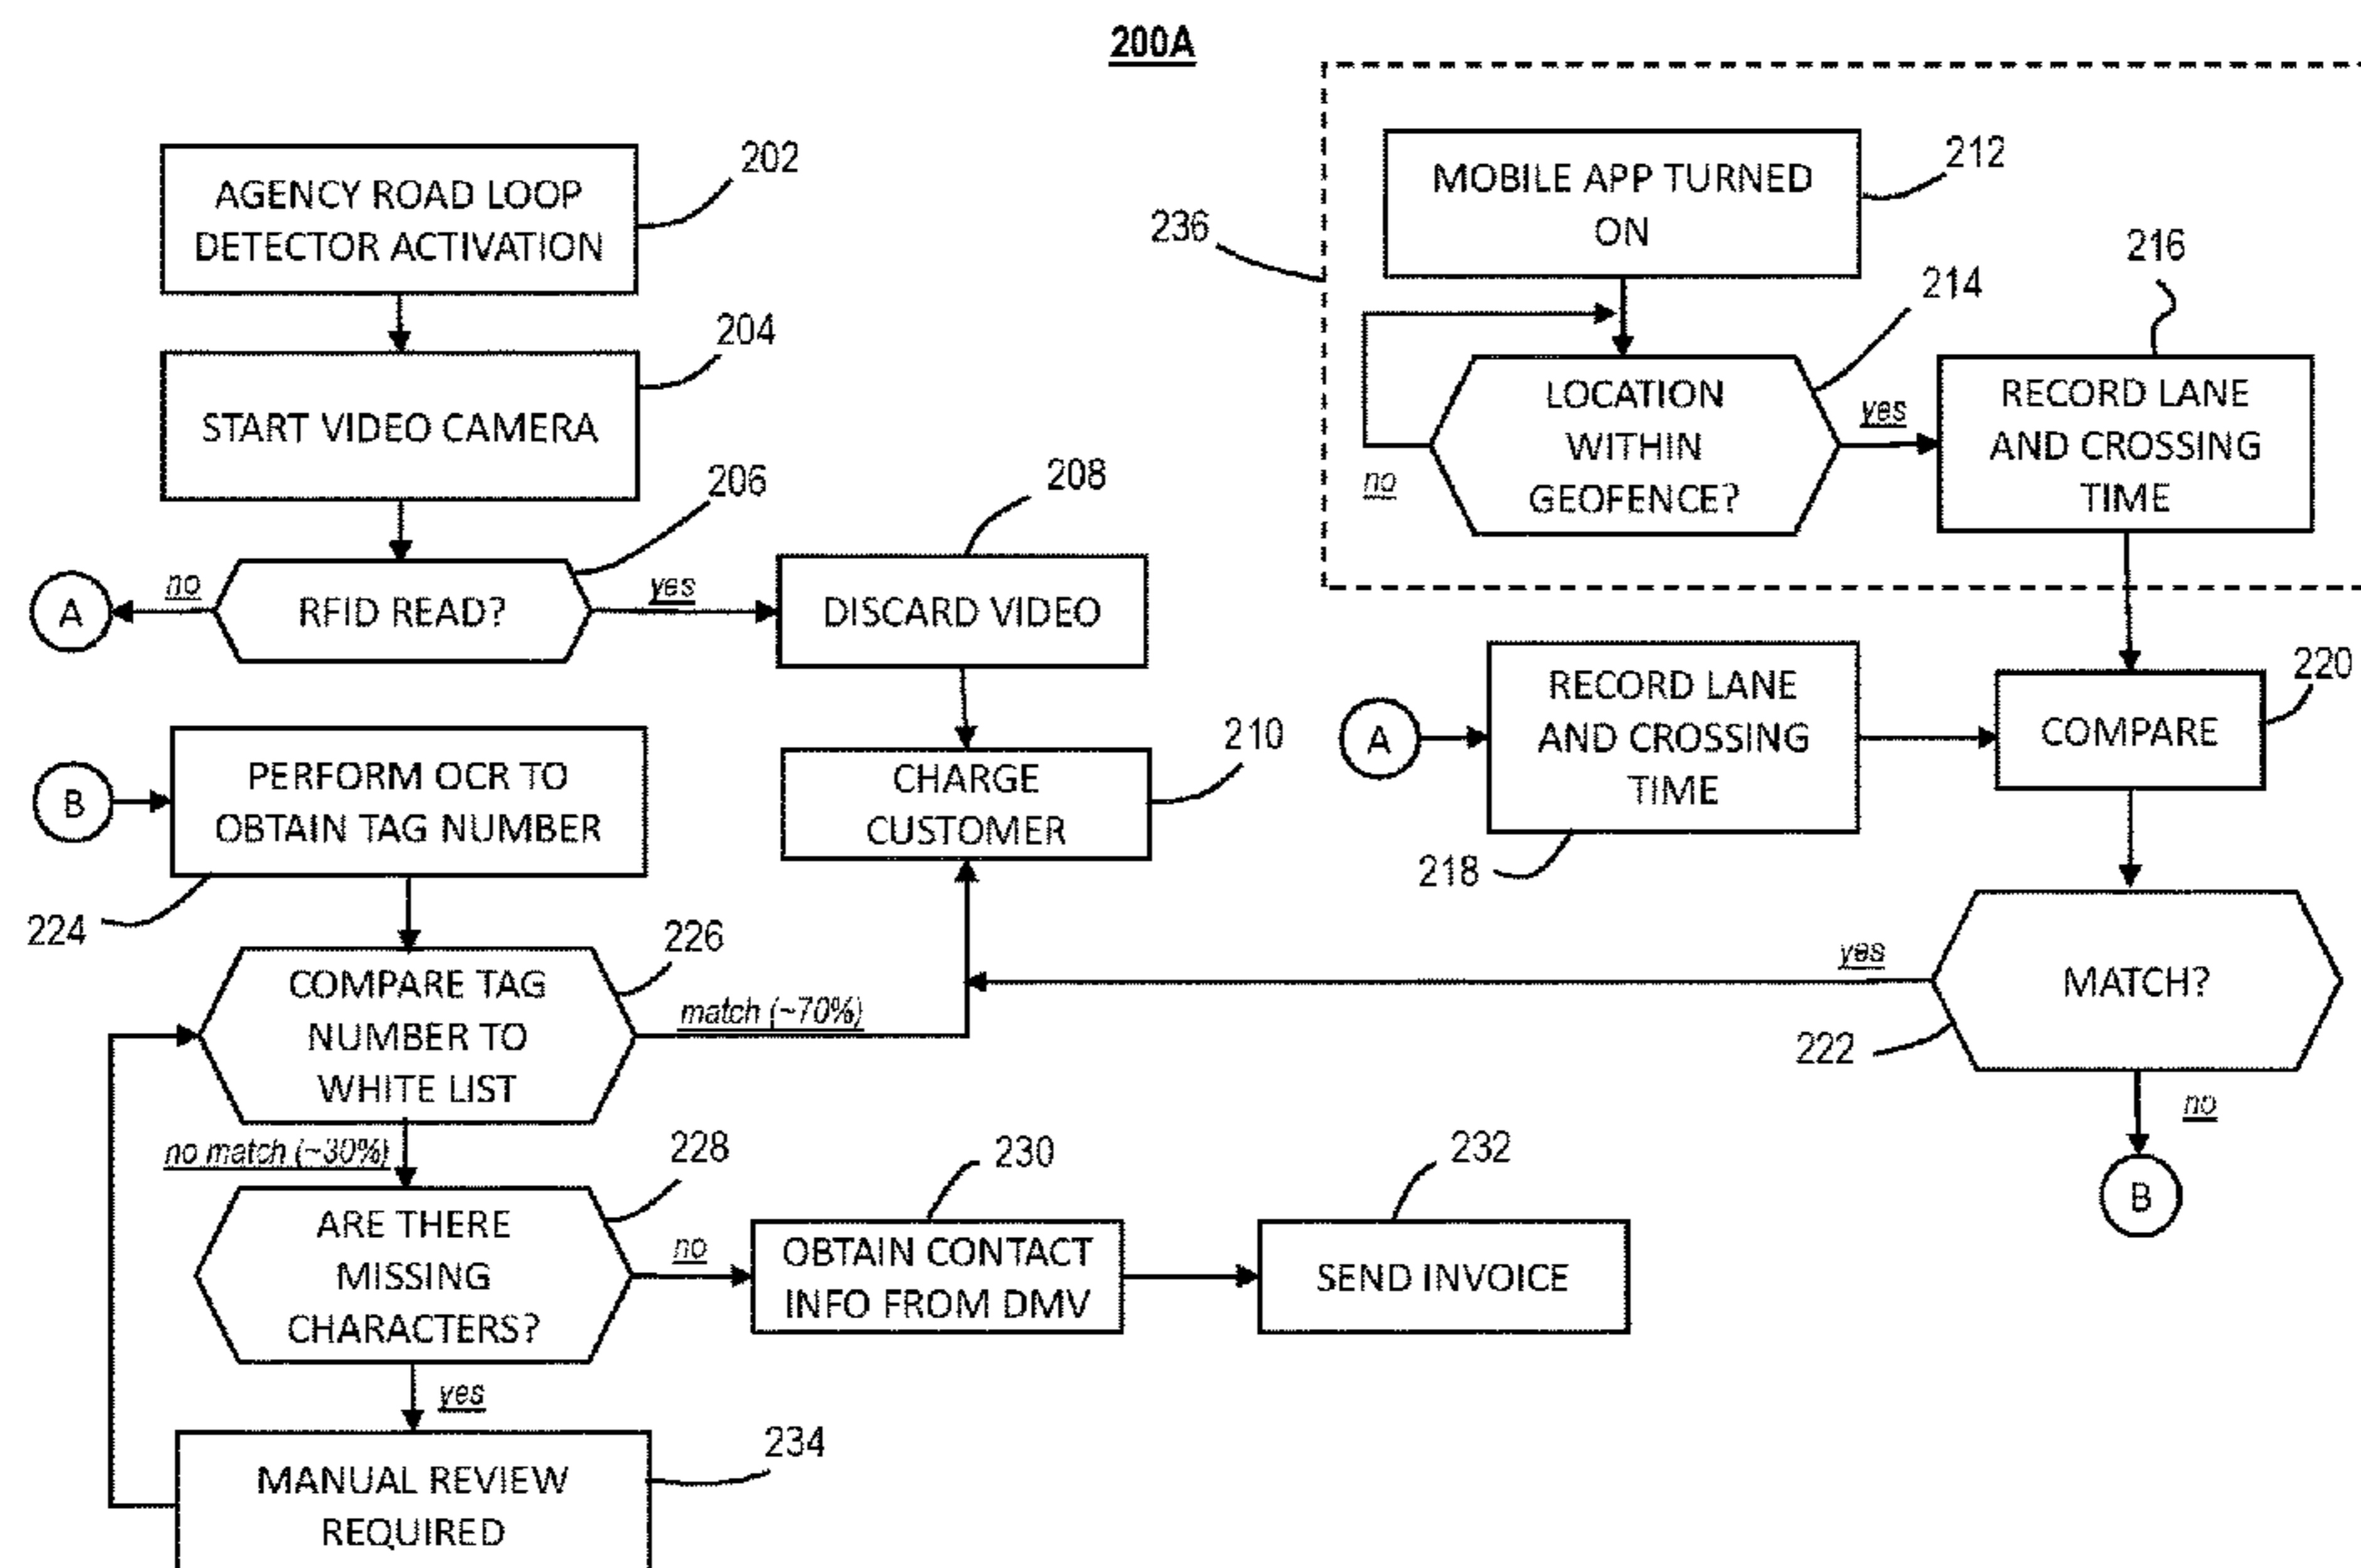 200A
AGENCY ROAD LOOP
DETECTOR ACTIVATION
202
START VIDEO CAMERA
204
RFID READ?
206
no
A
yes
DISCARD VIDEO
208
CHARGE
CUSTOMER
210
MOBILE APP TURNED
ON
212
236
LOCATION
WITHIN
GEOFENCE?
214
no
yes
RECORD LANE
AND CROSSING
TIME
216
A
RECORD LANE
AND CROSSING
TIME
218
COMPARE
220
MATCH?
222
yes
no
B
B
PERFORM OCR TO
OBTAIN TAG NUMBER
224
COMPARE TAG
NUMBER TO
WHITE LIST
226
match (~70%)
no match (~30%)
ARE THERE
MISSING
CHARACTERS?
228
no
OBTAIN CONTACT
INFO FROM DMV
230
SEND INVOICE
232
yes
MANUAL REVIEW
REQUIRED
234